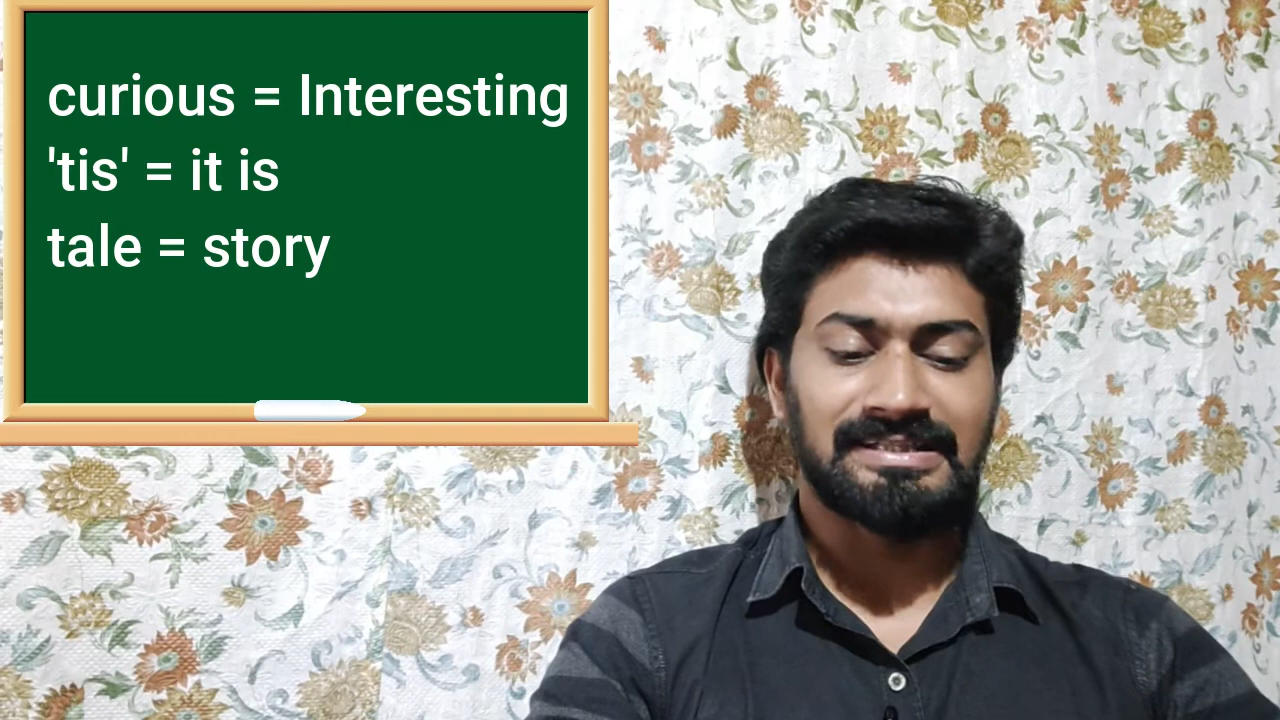 curious = Interesting
'tis' = it is
tale = story